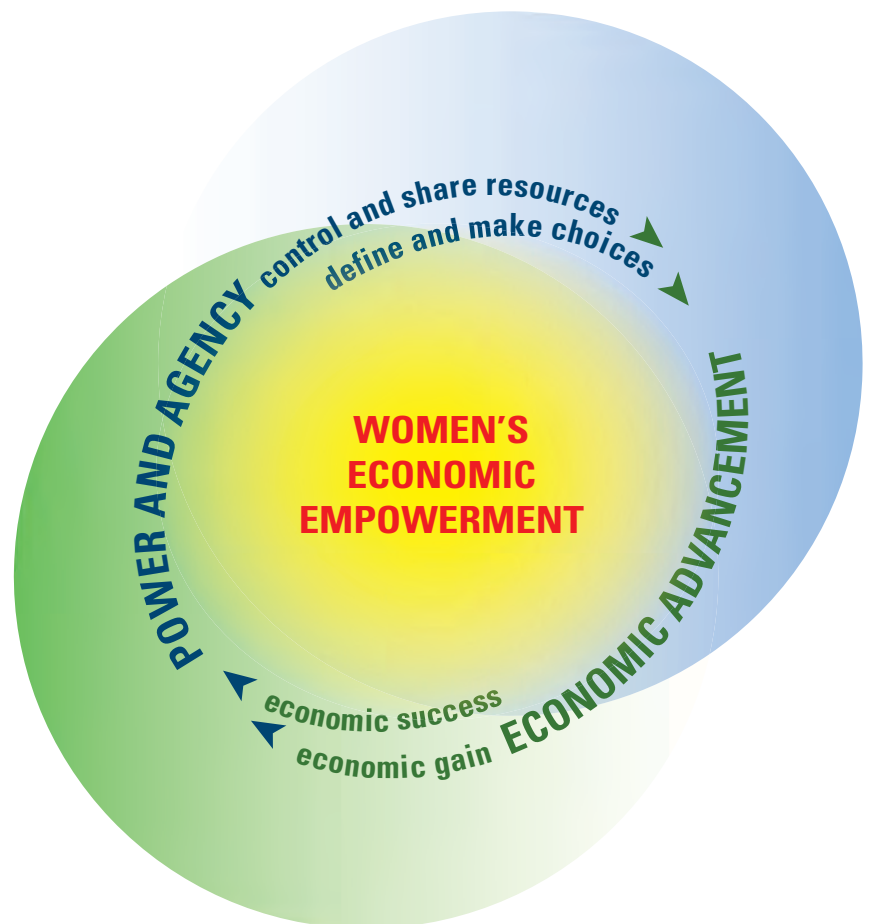 POWER AND AGENCY
control and share resources
define and make choices
WOMEN'S
ECONOMIC
EMPOWERMENT
ECONOMIC ADVANCEMENT
economic success
economic gain